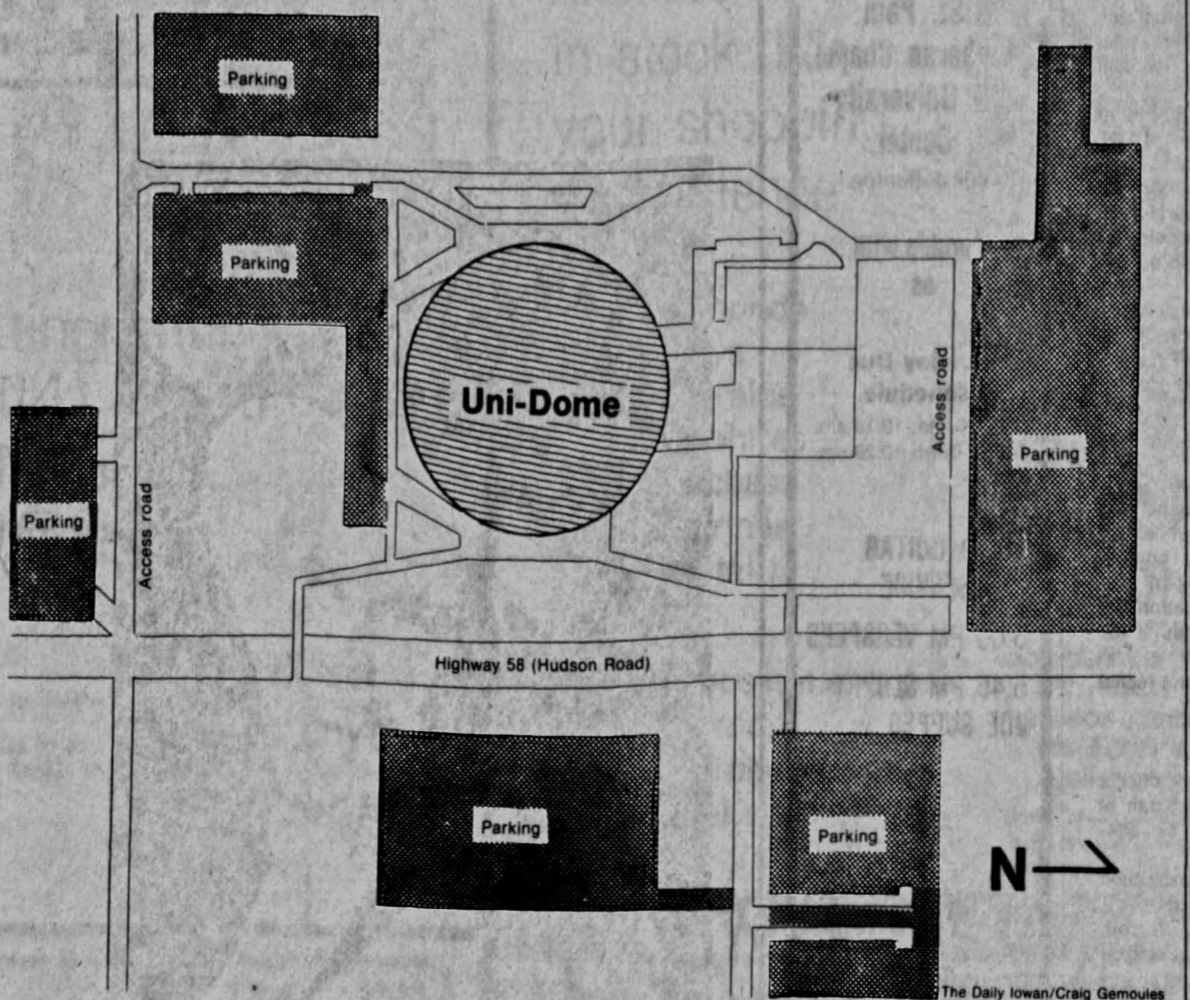 Parking
Parking
Uni-Dome
Access road
Parking
Parking
Access road
Highway 58 (Hudson Road)
Parking
Parking
N
The Daily Iowan/Craig Gemoules